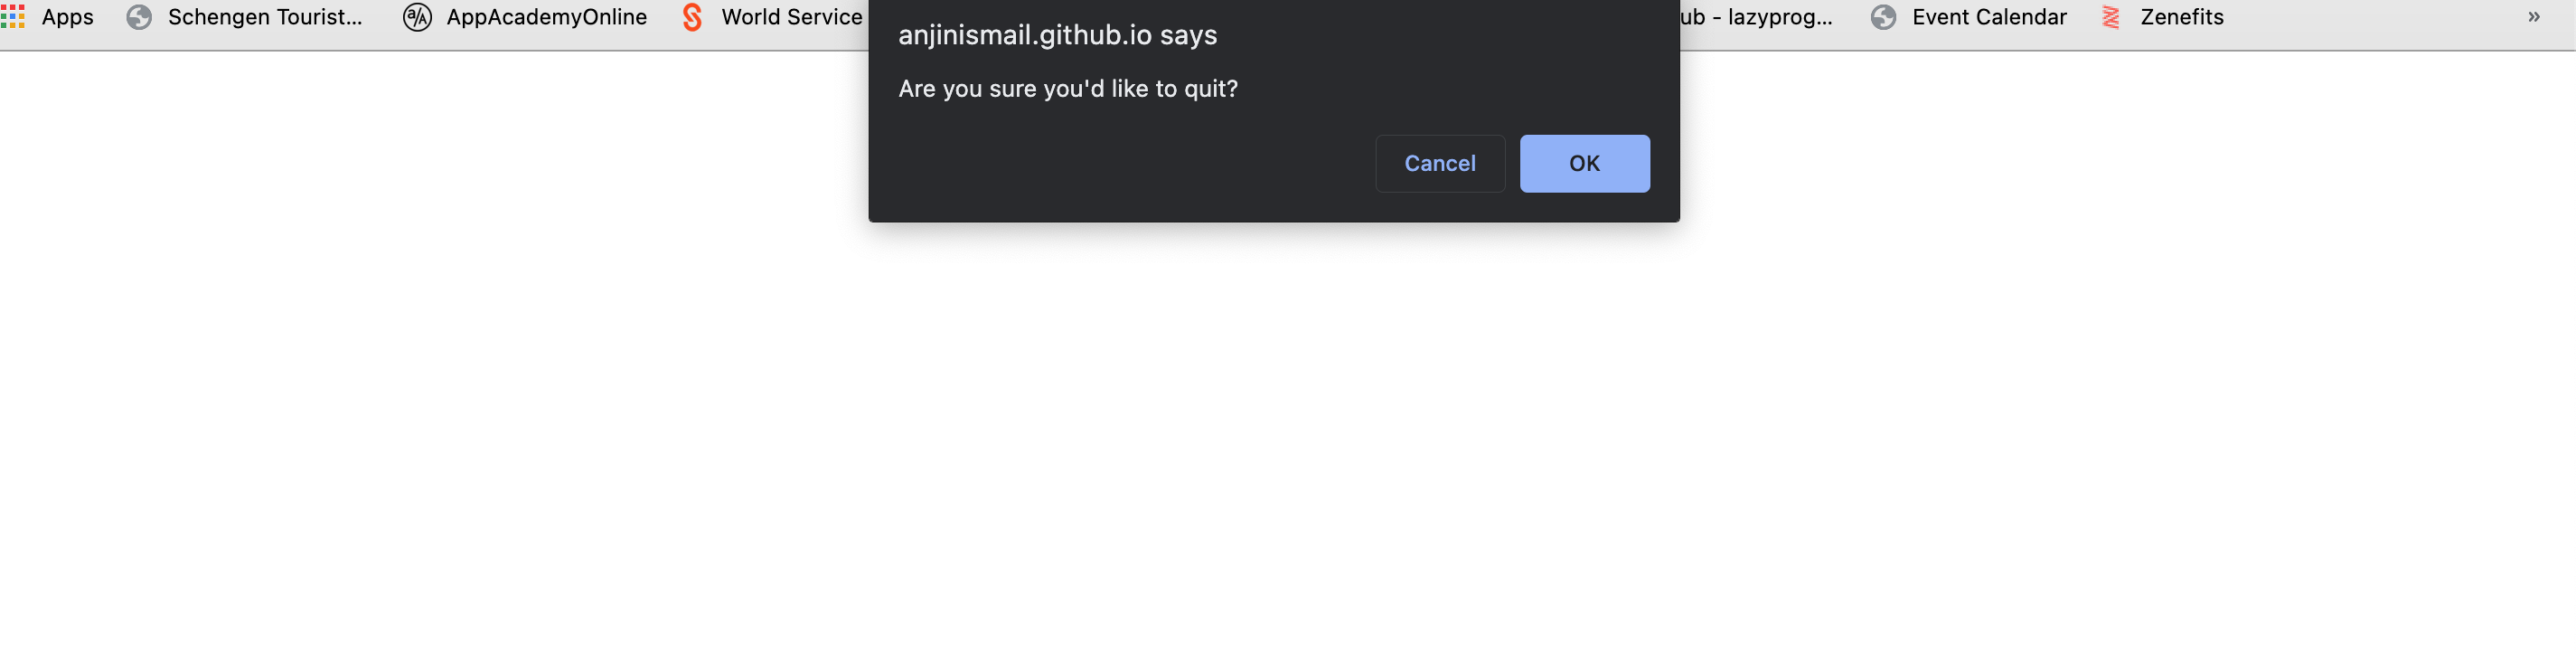 Apps Schengen Tourist... AppAcademyOnline World Service ub - lazyprog... Event Calendar Zenefits »
anjinismail.github.io says
Are you sure you'd like to quit?
Cancel OK